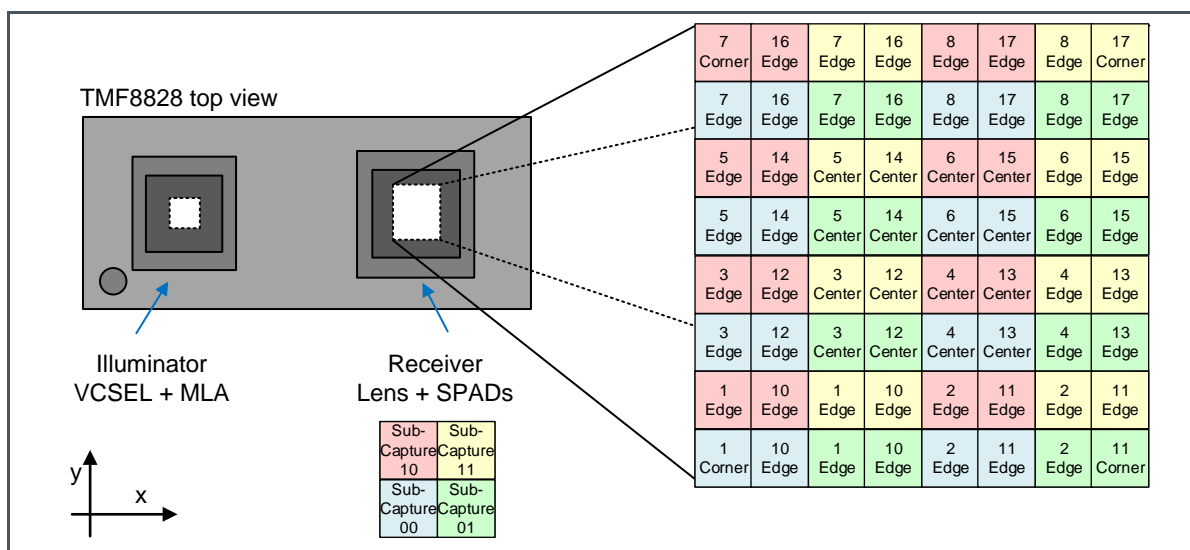 TMF8828 top view
Illuminator
VCSEL + MLA
Receiver
Lens + SPADs
Sub- Sub-
Capture Capture
10 11
Sub- Sub-
Capture Capture
00 01
y
x
7 16 7 16 8 17 8 17
Corner Edge Edge Edge Edge Edge Edge Corner
7 16 7 16 8 17 8 17
Edge Edge Edge Edge Edge Edge Edge Edge
5 14 5 14 6 15 6 15
Edge Edge Center Center Center Center Edge Edge
5 14 5 14 6 15 6 15
Edge Edge Center Center Center Center Edge Edge
3 12 3 12 4 13 4 13
Edge Edge Center Center Center Center Edge Edge
3 12 3 12 4 13 4 13
Edge Edge Center Center Center Center Edge Edge
1 10 1 10 2 11 2 11
Edge Edge Edge Edge Edge Edge Edge Edge
1 10 1 10 2 11 2 11
Corner Edge Edge Edge Edge Edge Edge Corner